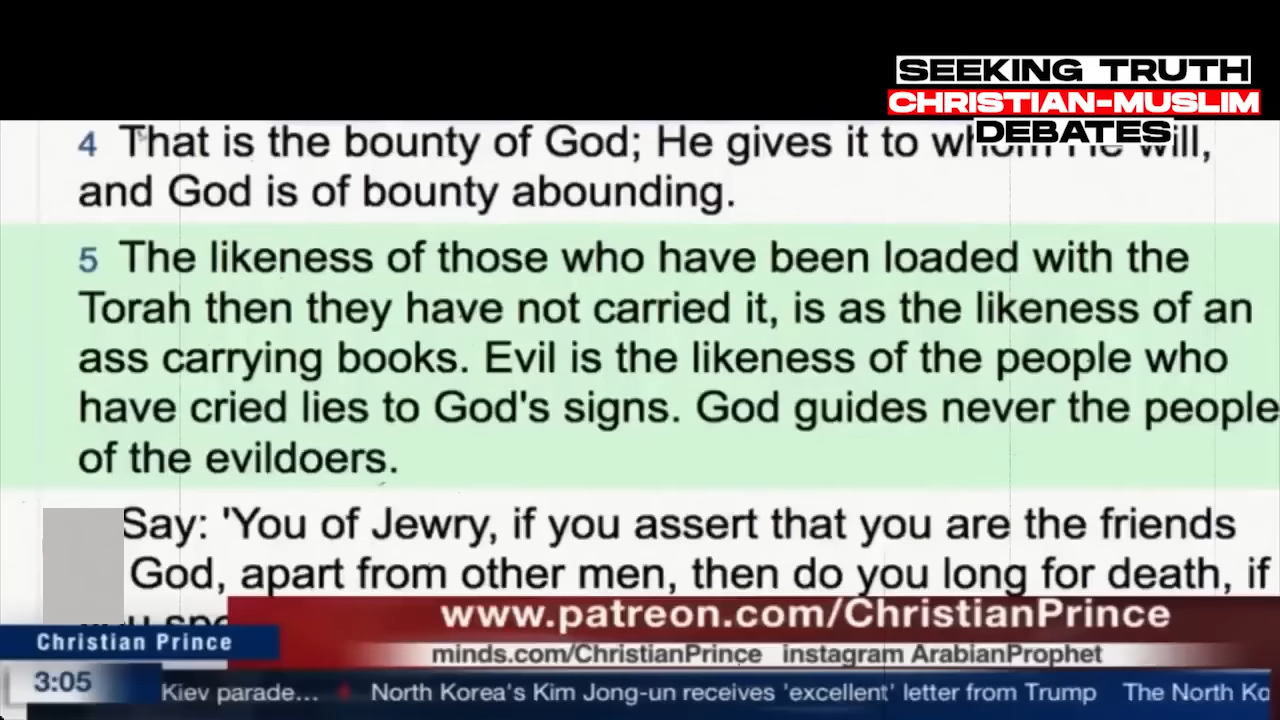 SEEKING TRUTH
CHRISTIAN-MUSLIM
DEBATES
4 That is the bounty of God; He gives it to whom He will,
and God is of bounty abounding.
5 The likeness of those who have been loaded with the
Torah then they have not carried it, is as the likeness of an
ass carrying books. Evil is the likeness of the people who
have cried lies to God's signs. God guides never the people
of the evildoers.
Say: 'You of Jewry, if you assert that you are the friends
God, apart from other men, then do you long for death, if
www.patreon.com/ChristianPrince
Christian Prince
minds.com/ChristianPrince instagram ArabianProphet
3:05
Kiev parade... North Korea's Kim Jong-un receives 'excellent' letter from Trump The North Ko